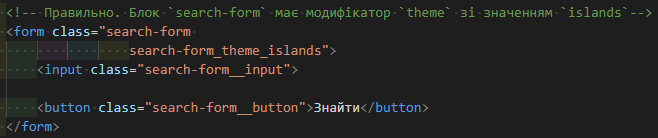 <!-- Правильно. Блок `search-form` має модифікатор `theme` зі значенням `islands`-->
<form class="search-form
search-form_theme_islands">
<input class="search-form__input">
<button class="search-form__button">Знайти</button>
</form>